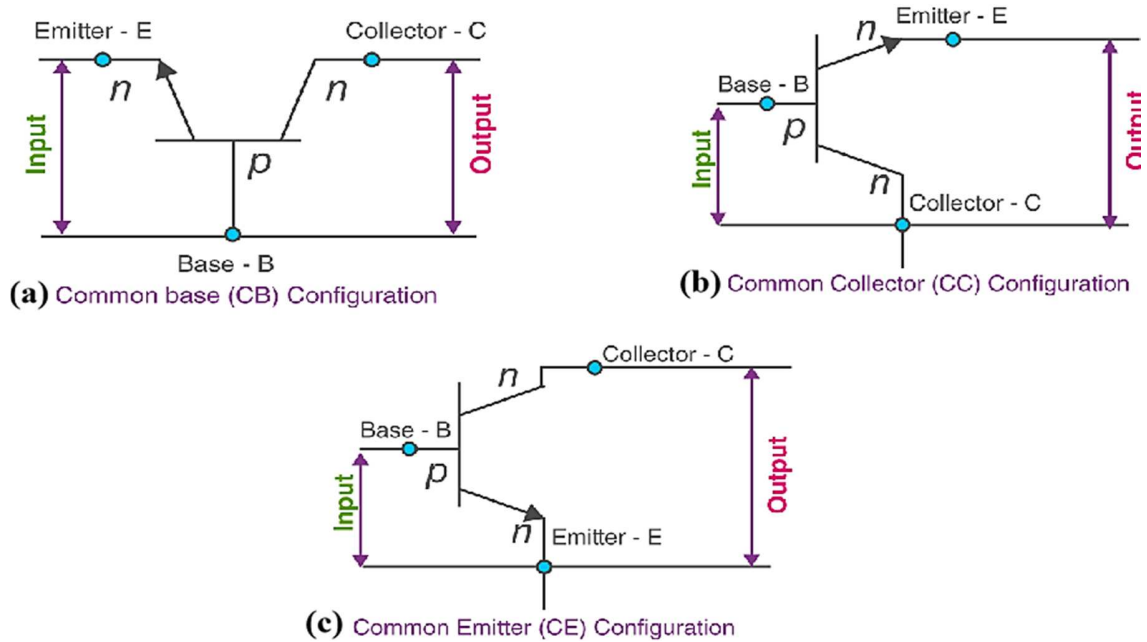 Emitter - E
Collector - C
n
n
Input
Output
p
Base - B
(a) Common base (CB) Configuration
Emitter - E
n
Base - B
p
Input
Output
n
Collector - C
(b) Common Collector (CC) Configuration
Collector - C
n
Base - B
p
Input
Output
n
Emitter - E
(c) Common Emitter (CE) Configuration